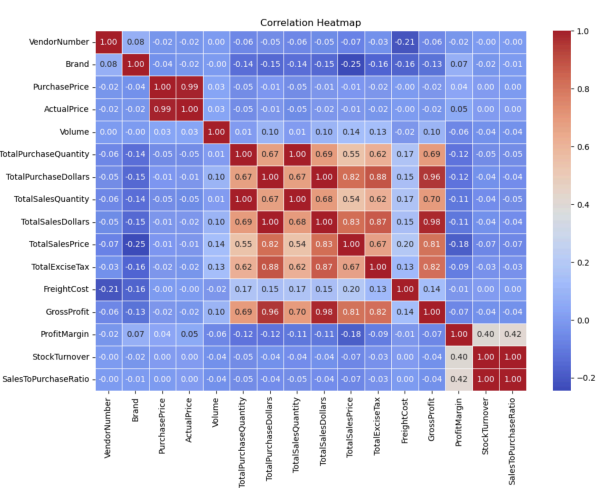 Correlation Heatmap
VendorNumber 1.00 0.08 -0.02 -0.02 0.00 -0.06 -0.05 -0.06 -0.05 -0.07 -0.03 -0.21 -0.06 -0.02 -0.00 -0.00
Brand 0.08 1.00 -0.04 -0.02 -0.00 -0.14 -0.15 -0.14 -0.15 -0.25 -0.16 -0.16 -0.13 0.07 -0.02 -0.01
PurchasePrice -0.02 -0.04 1.00 0.99 0.03 -0.05 -0.01 -0.05 -0.01 -0.01 -0.02 -0.00 -0.02 0.04 0.00 0.00
ActualPrice -0.02 -0.02 0.99 1.00 0.03 -0.05 -0.01 -0.05 -0.02 -0.01 -0.02 -0.00 -0.02 0.05 0.00 0.00
Volume 0.00 -0.00 0.03 0.03 1.00 0.01 0.10 0.01 0.10 0.14 0.13 -0.02 0.10 -0.06 -0.04 -0.04
TotalPurchaseQuantity -0.06 -0.14 -0.05 -0.05 0.01 1.00 0.67 1.00 0.69 0.55 0.62 0.17 0.69 -0.12 -0.05 -0.05
TotalPurchaseDollars -0.05 -0.15 -0.01 -0.01 0.10 0.67 1.00 0.67 1.00 0.82 0.88 0.15 0.96 -0.12 -0.04 -0.04
TotalSalesQuantity -0.06 -0.14 -0.05 -0.05 0.01 1.00 0.67 1.00 0.68 0.54 0.62 0.17 0.70 -0.11 -0.04 -0.05
TotalSalesDollars -0.05 -0.15 -0.01 -0.02 0.10 0.69 1.00 0.68 1.00 0.83 0.87 0.15 0.98 -0.11 -0.04 -0.04
TotalSalesPrice -0.07 -0.25 -0.01 -0.01 0.14 0.55 0.82 0.54 0.83 1.00 0.67 0.20 0.81 -0.18 -0.07 -0.07
TotalExciseTax -0.03 -0.16 -0.02 -0.02 0.13 0.62 0.88 0.62 0.87 0.67 1.00 0.13 0.82 -0.09 -0.03 -0.03
FreightCost -0.21 -0.16 -0.00 -0.00 -0.02 0.17 0.15 0.17 0.15 0.20 0.13 1.00 0.14 -0.01 0.00 0.00
GrossProfit -0.06 -0.13 -0.02 -0.02 0.10 0.69 0.96 0.70 0.98 0.81 0.82 0.14 1.00 -0.07 -0.04 -0.04
ProfitMargin -0.02 0.07 0.04 0.05 -0.06 -0.12 -0.12 -0.11 -0.11 -0.18 -0.09 -0.01 -0.07 1.00 0.40 0.42
StockTurnover -0.00 -0.02 0.00 0.00 -0.04 -0.05 -0.04 -0.04 -0.04 -0.07 -0.03 0.00 -0.04 0.40 1.00 1.00
SalesToPurchaseRatio -0.00 -0.01 0.00 0.00 -0.04 -0.05 -0.04 -0.05 -0.04 -0.07 -0.03 0.00 -0.04 0.42 1.00 1.00
VendorNumber
Brand
PurchasePrice
ActualPrice
Volume
TotalPurchaseQuantity
TotalPurchaseDollars
TotalSalesQuantity
TotalSalesDollars
TotalSalesPrice
TotalExciseTax
FreightCost
GrossProfit
ProfitMargin
StockTurnover
SalesToPurchaseRatio
1.0
0.8
0.6
0.4
0.2
0.0
−0.2